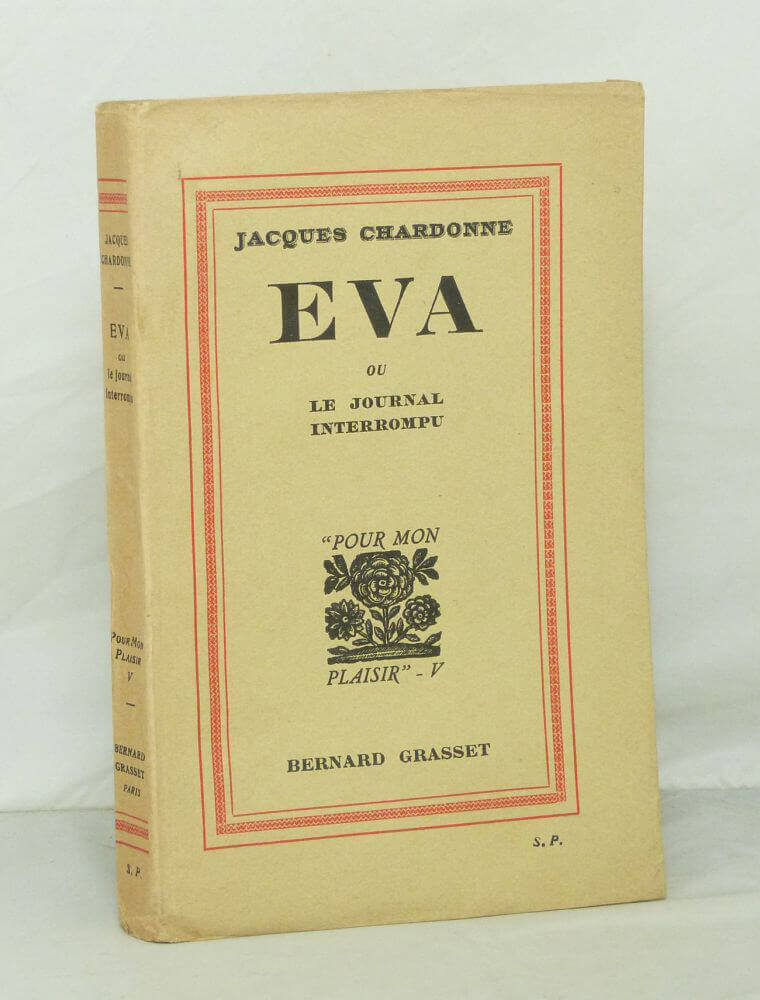 JACQUES CHARDONNE
EVA
OU
LE JOURNAL
INTERROMPU
“POUR MON
PLAISIR” - V
BERNARD GRASSET
S. P.
JACQUES
CHARDONNE
EVA
ou
le journal
interrompu
POUR MON
PLAISIR
V
BERNARD
GRASSET
PARIS
S. P.